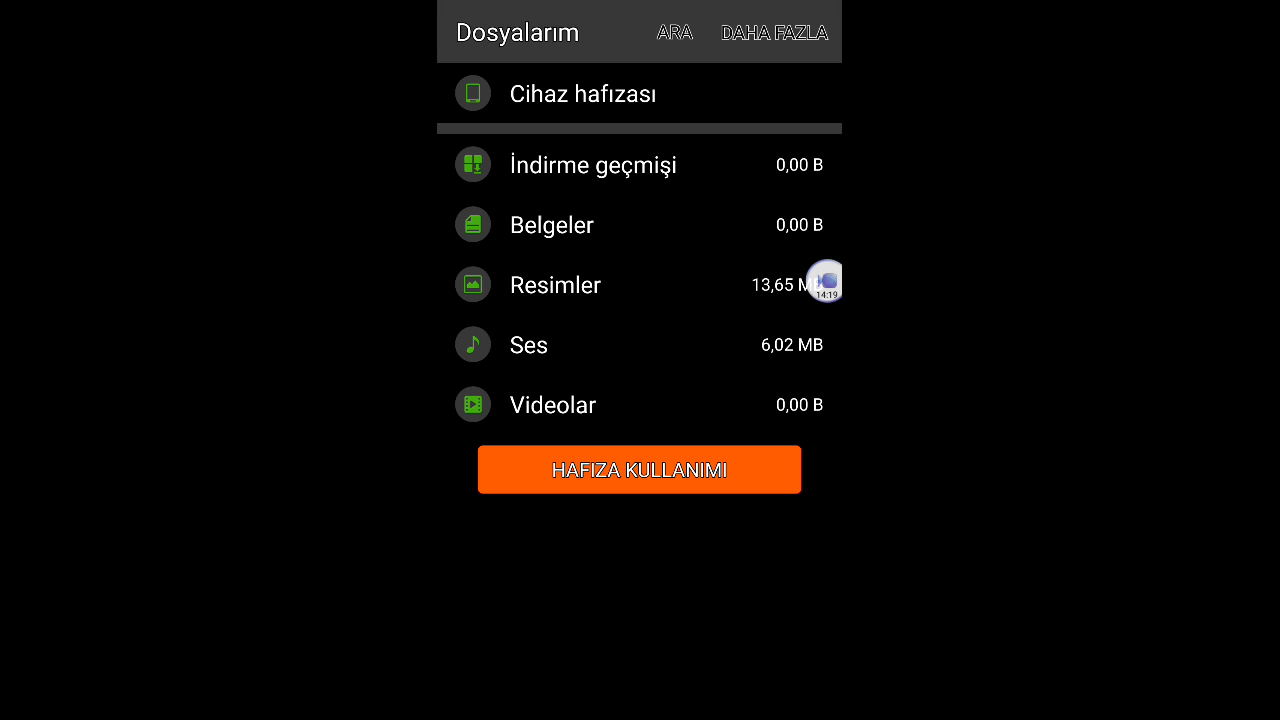 Dosyalarım ARA DAHA FAZLA
Cihaz hafızası
İndirme geçmişi 0,00 B
Belgeler 0,00 B
Resimler 13,65 MB
14:19
Ses 6,02 MB
Videolar 0,00 B
HAFIZA KULLANIMI